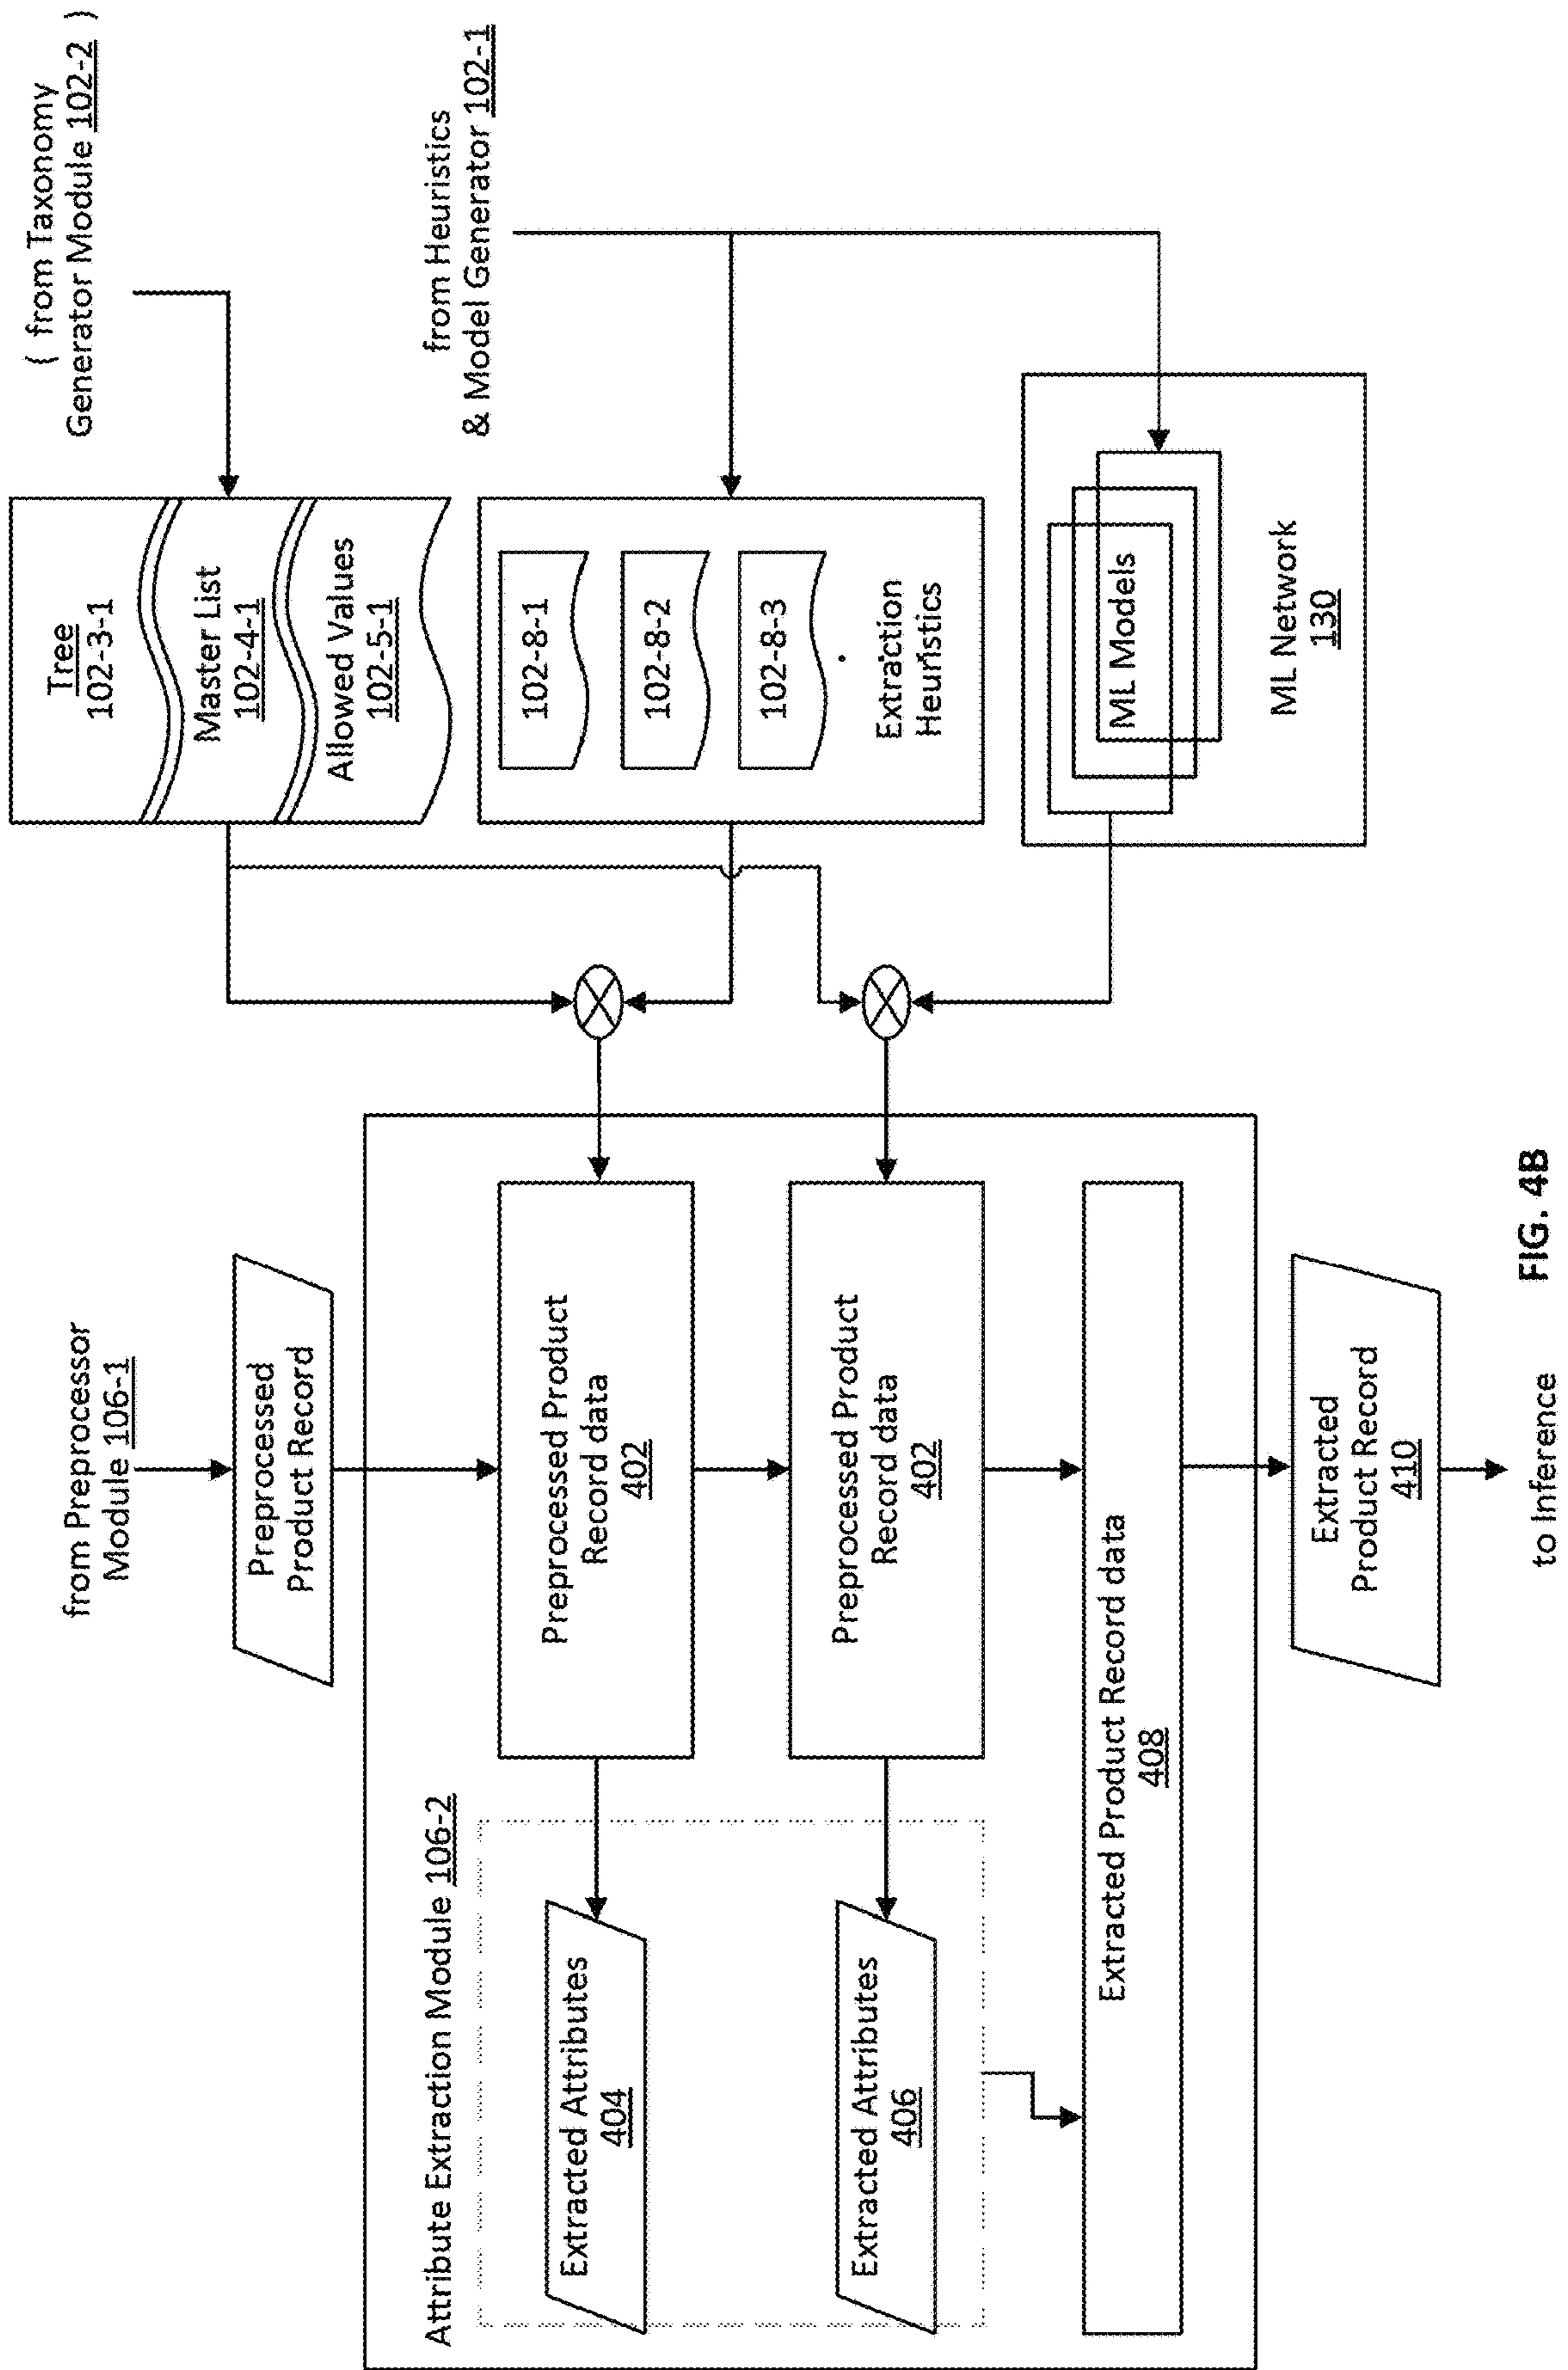 from Preprocessor
Module 106-1
Preprocessed
Product Record
Attribute Extraction Module 106-2
Extracted Attributes
404
Preprocessed Product
Record data
402
Extracted Attributes
406
Preprocessed Product
Record data
402
Extracted Product Record data
408
Extracted
Product Record
410
to Inference
( from Taxonomy
Generator Module 102-2 )
Tree
102-3-1
Master List
102-4-1
Allowed Values
102-5-1
from Heuristics
& Model Generator 102-1
102-8-1
102-8-2
102-8-3
Extraction
Heuristics
ML Models
ML Network
130
FIG. 4B